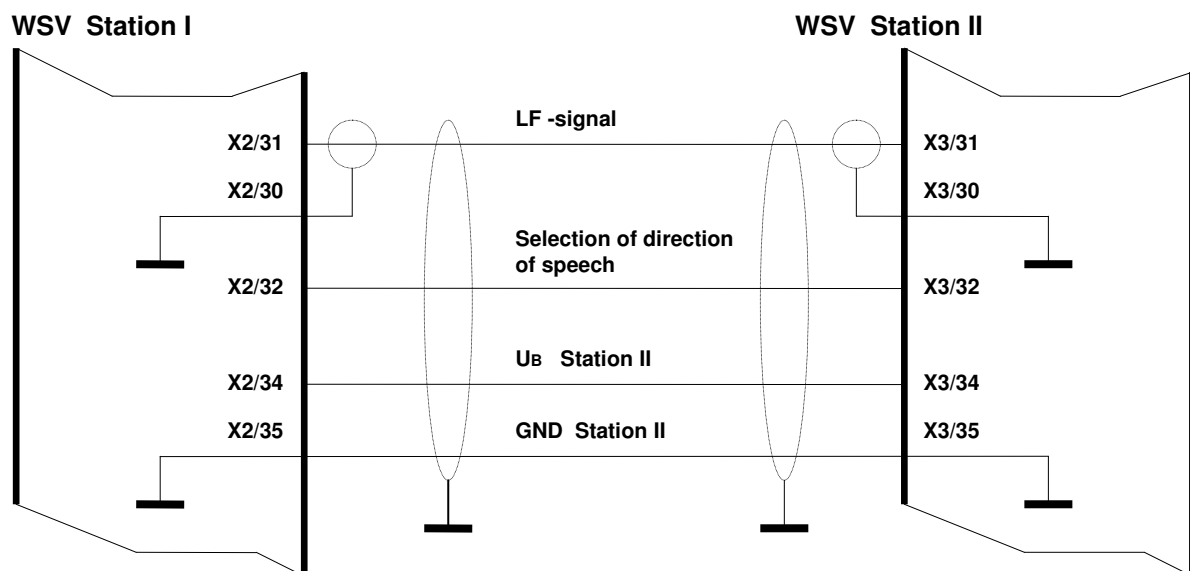 WSV Station I
WSV Station II
LF -signal
X2/31
X3/31
X2/30
X3/30
Selection of direction
of speech
X2/32
X3/32
UB Station II
X2/34
X3/34
X2/35
GND Station II
X3/35